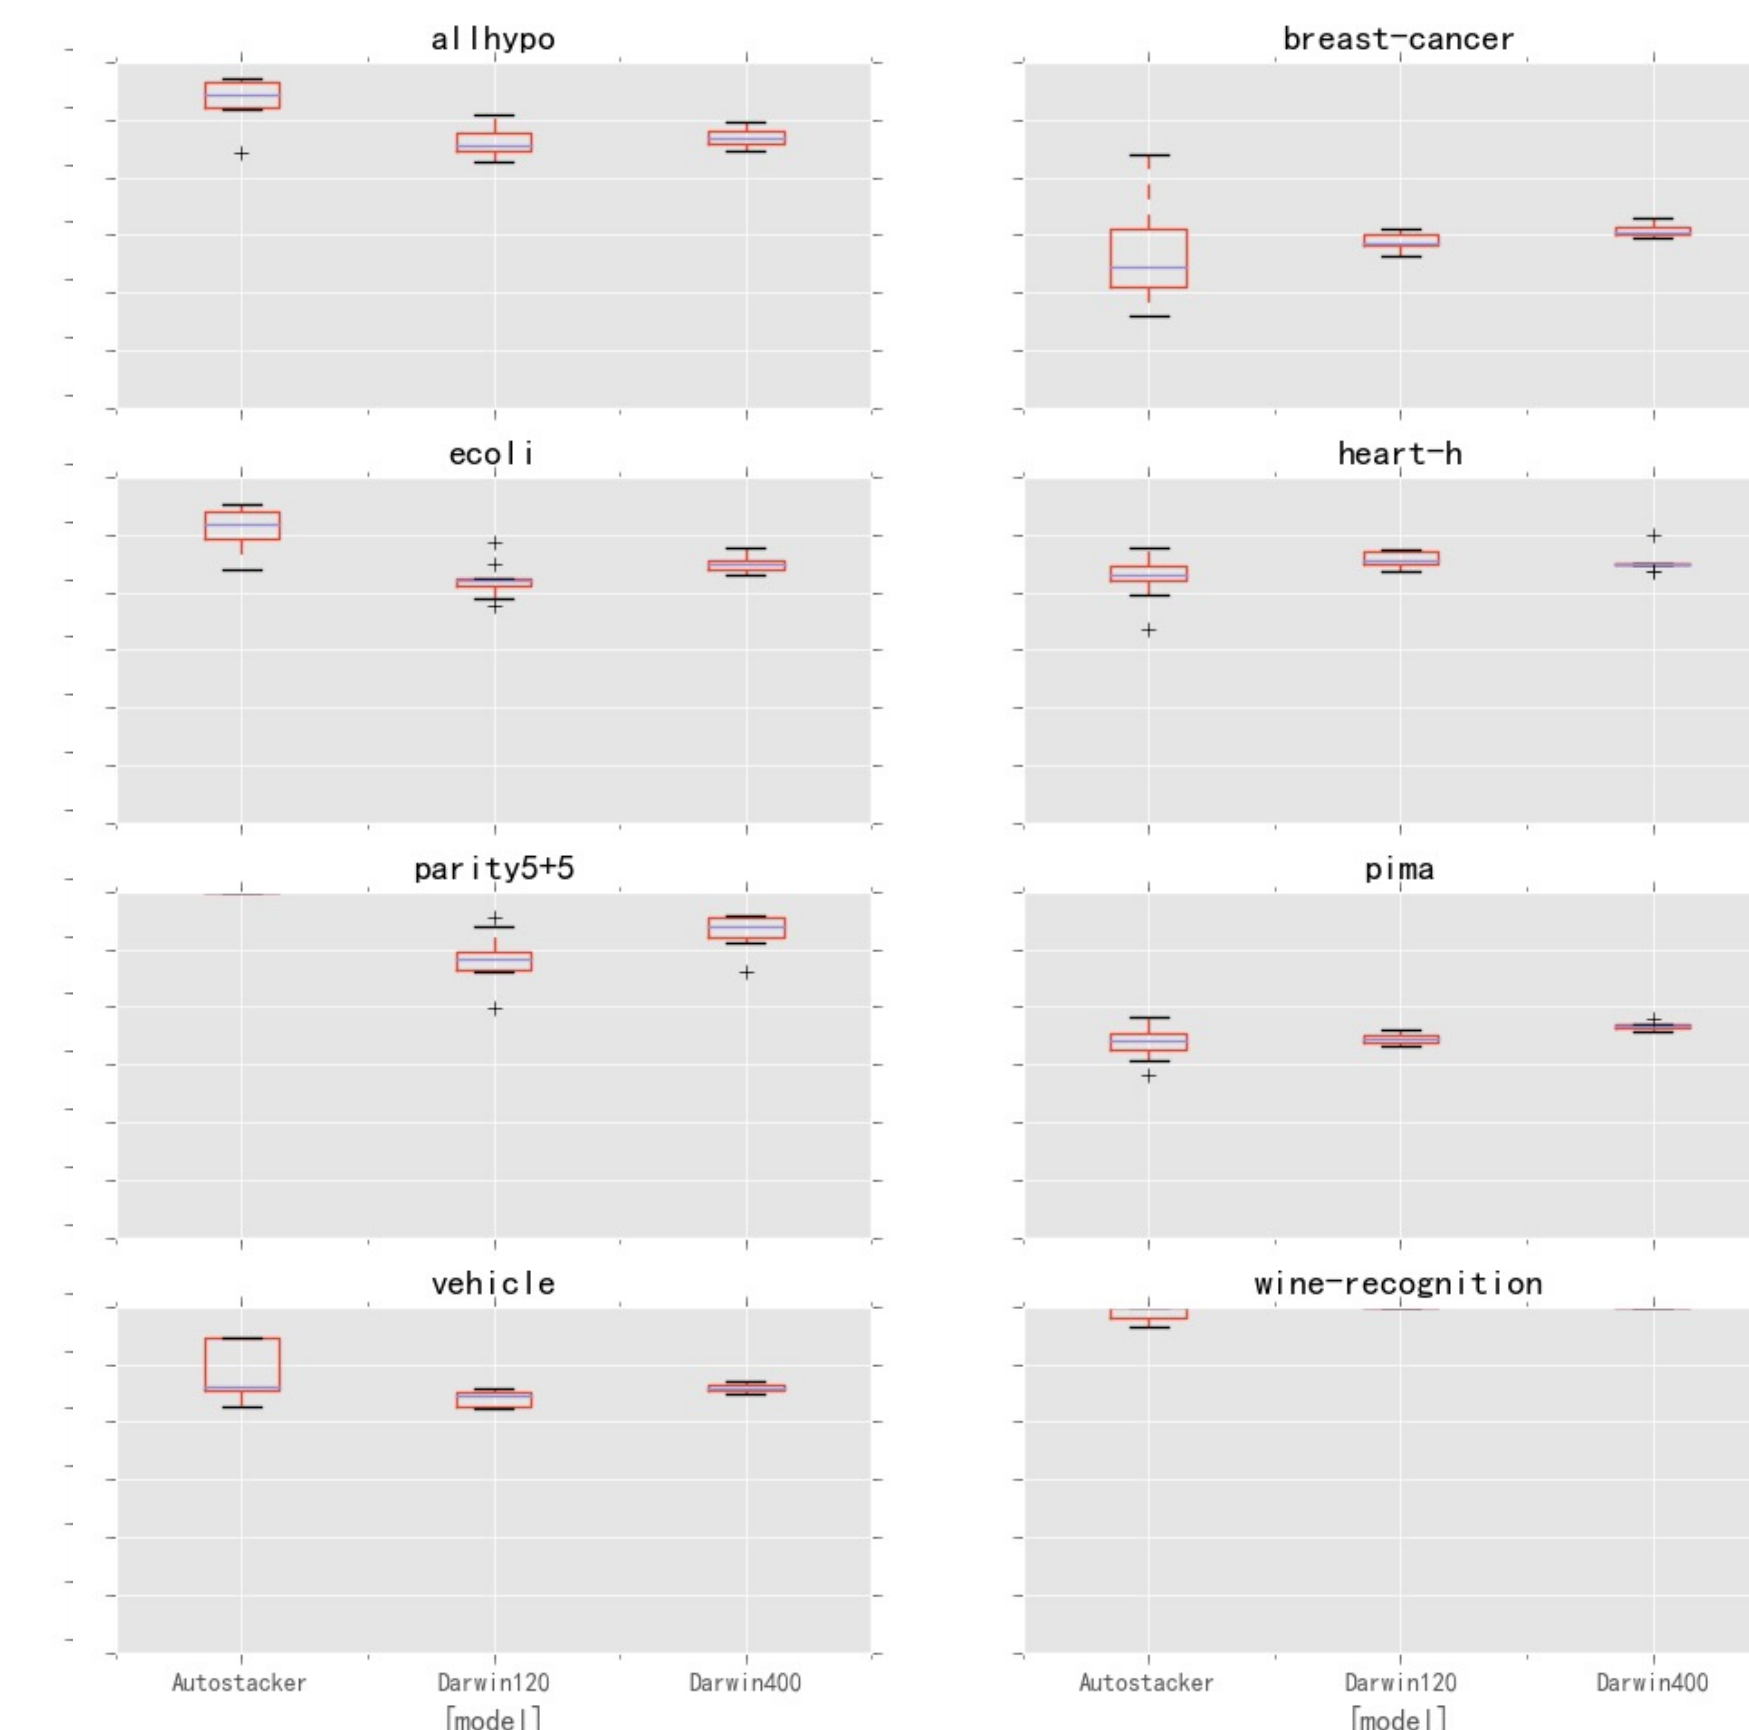 allhypo
breast-cancer
ecoli
heart-h
parity5+5
pima
vehicle
wine-recognition
Autostacker Darwin120 Darwin400
[model]
Autostacker Darwin120 Darwin400
[model]